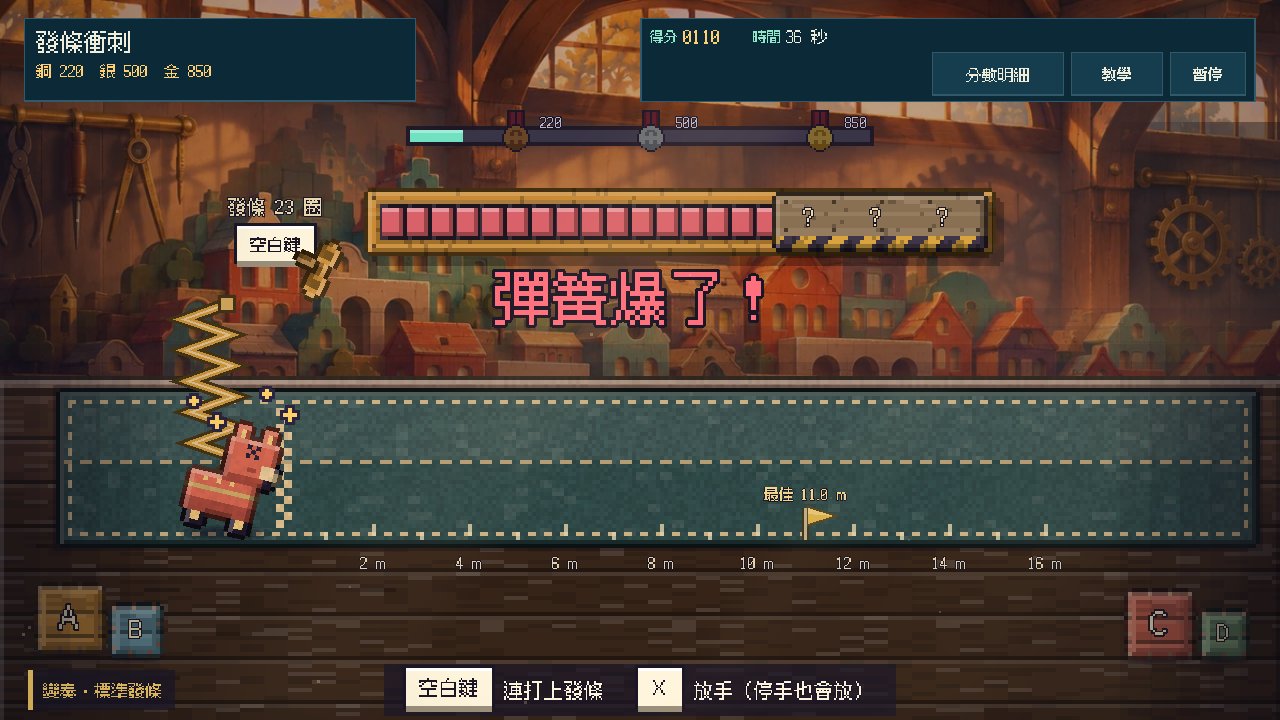 發條衝刺
銅 220 銀 500 金 850
得分 0110 時間 36 秒
分數明細 教學 暫停
220 500 850
發條 23 圈
空白鍵
? ? ?
彈簧爆了!
最佳 11.0 m
2 m 4 m 6 m 8 m 10 m 12 m 14 m 16 m
A B C D
變奏・標準發條
空白鍵 連打上發條 X 放手（停手也會放）